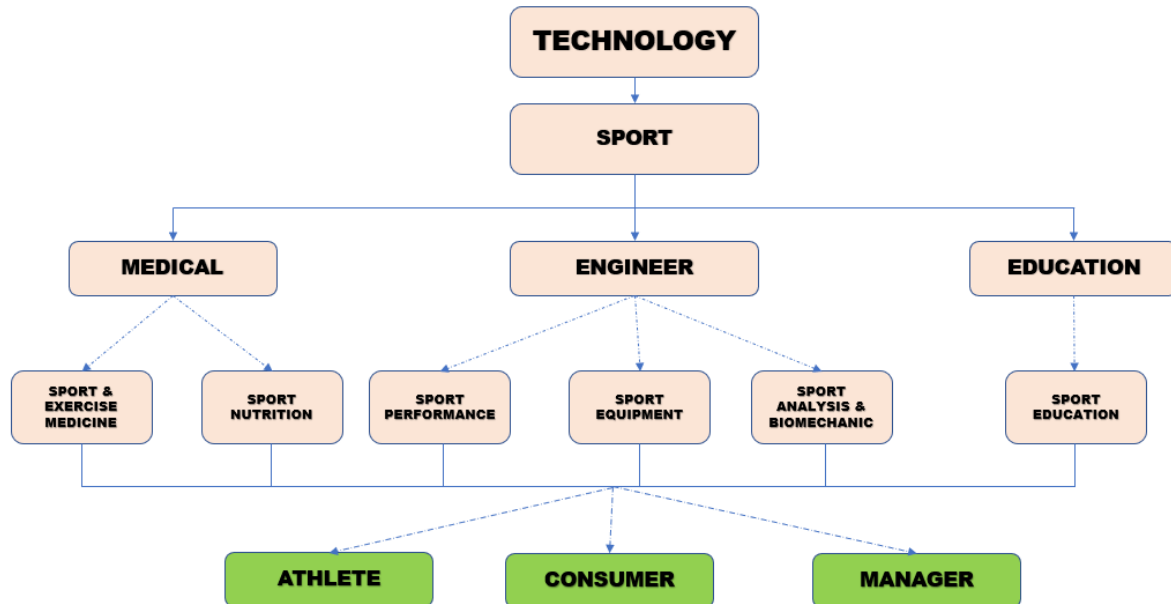 TECHNOLOGY
SPORT
MEDICAL
ENGINEER
EDUCATION
SPORT &
EXERCISE
MEDICINE
SPORT
NUTRITION
SPORT
PERFORMANCE
SPORT
EQUIPMENT
SPORT
ANALYSIS &
BIOMECHANIC
SPORT
EDUCATION
ATHLETE
CONSUMER
MANAGER